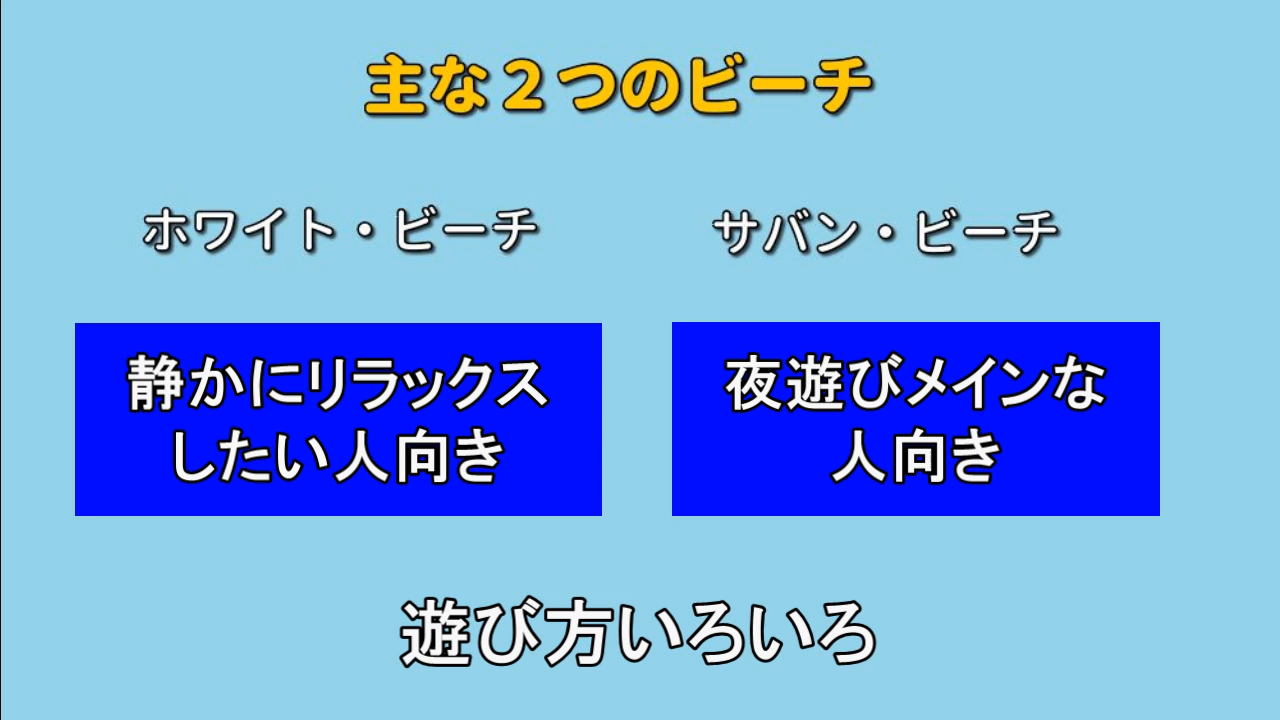 主な２つのビーチ
ホワイト・ビーチ
サバン・ビーチ
静かにリラックス
したい人向き
夜遊びメインな
人向き
遊び方いろいろ